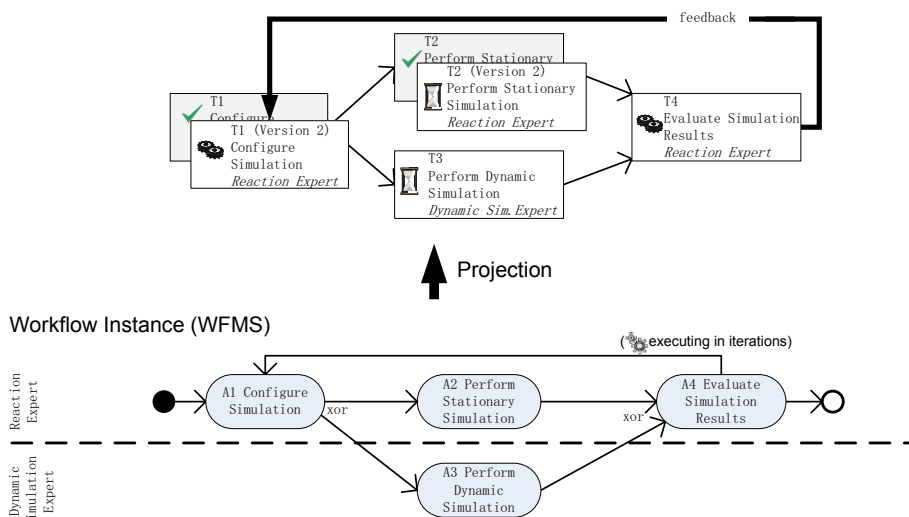 feedback
T2
Perform Stationary
T2 (Version 2)
Perform Stationary
Simulation
Reaction Expert
T1
Configure
T1 (Version 2)
Configure
Simulation
Reaction Expert
T4
Evaluate Simulation
Results
Reaction Expert
T3
Perform Dynamic
Simulation
Dynamic Sim.Expert
Projection
Workflow Instance (WFMS)
( executing in iterations)
Reaction
Expert
A1 Configure
Simulation
xor
A2 Perform
Stationary
Simulation
xor
A4 Evaluate
Simulation
Results
Dynamic
imulation
Expert
A3 Perform
Dynamic
Simulation